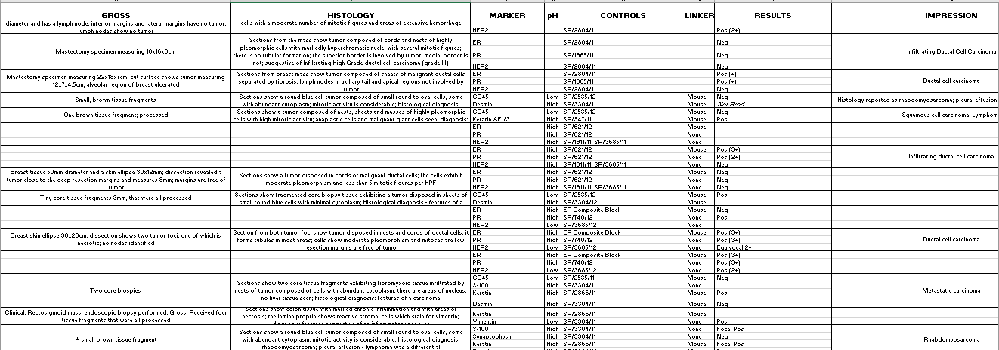 GROSS HISTOLOGY MARKER pH CONTROLS LINKER RESULTS IMPRESSION
diameter and has a lymph node; inferior margins and lateral margins have no tumor;
lymph nodes show no tumor
cells with a moderate number of mitotic figures and areas of extensive hemorrhage
HER2 SR/2804/11 Pos (2+)
Mastectomy specimen measuring 18x16x8cm
Sections from the mass show tumor composed of cords and nests of highly
pleomorphic cells with markedly hyperchromatic nuclei with several mitotic figures;
there is no tubular formation; the superior border is involved by tumor; medial border is
not; suggestive of Infiltrating High Grade ductal cell carcinoma (grade III)
ER SR/2804/11 Neg
PR SR/1965/11 Neg
HER2 SR/2804/11 Neg
Infiltrating Ductal Cell Carcinoma
Mastectomy specimen measuring 22x18x7cm; cut surface shows tumor measuring
12x7x4.5cm; alveolar region of breast ulcerated
Sections from breast mass show tumor composed of sheets of malignant ductal cells
separated by fibrosis; lymph nodes in axillary tail and apical regions not involved by
tumor
ER SR/2804/11 Pos (+)
PR SR/1965/11 Pos (+)
HER2 SR/2804/11 Neg
Ductal cell carcinoma
Small, brown tissue fragments
Sections show a round blue cell tumor composed of small round to oval cells, some
with abundant cytoplasm; mitotic activity is considerable; Histological diagnosis:
CD45 Low SR/2535/12 Mouse Neg
Desmin High SR/3304/11 Mouse Not Read
Histology reported as rhabdomyosarcoma; pleural effusion
One brown tissue fragment; processed
Sections show a tumor composed of nests, sheets and masses of highly pleomorphic
cells with high mitotic activity; anaplastic cells and malignant giant cells seen; diagnosis:
CD45 Low SR/2535/12 Mouse Neg
Keratin AE1/3 High SR/947/11 Mouse Pos
Squamous cell carcinoma, Lymphom
ER High SR/621/12 Mouse
PR High SR/621/12 None
HER2 High SR/1911/11; SR/3685/11 None
ER High SR/621/12 Mouse Pos (3+)
PR High SR/621/12 None Pos (2+)
HER2 High SR/1911/11; SR/3685/11 None Neg
Infiltrating ductal cell carcinoma
Breast tissue 50mm diameter and a skin ellipse 30x12mm; dissection revealed a
tumor close to the deep resection margins and measures 8mm; margins are free of
tumor
Sections show a tumor disposed in cords of malignant ductal cells; the cells exhibit
moderate pleomorphism and less than 5 mitotic figures per HPF
ER High SR/621/12 Mouse Neg
PR High SR/621/12 None Neg
HER2 High SR/1911/11; SR/3685/11 None Neg
Tiny core tissue fragments 3mm, that were all processed
Sections show fragmented core biopsy tissue exhibiting a tumor disposed in sheets of
small round blue cells with minimal cytoplasm; Histological diagnosis - features of a
CD45 Low SR/2535/12 Mouse Pos
Desmin High SR/3304/12 Mouse
ER High ER Composite Block Mouse Neg
PR High SR/740/12 None Pos
HER2 Low SR/3685/12 None
Breast skin ellipse 30x20cm; dissection shows two tumor foci, one of which is
necrotic; no nodes identified
Section from both tumor foci show tumor disposed in nests and cords of ductal cells; it
forms tubules in most areas; cells show moderate pleomorphism and mitoses are few;
resection margins are free of tumor
ER High ER Composite Block Mouse Pos (3+)
PR High SR/740/12 None Pos (3+)
HER2 Low SR/3685/12 None Equivocal 2+
Ductal cell carcinoma
ER High ER Composite Block Mouse Pos (3+)
PR High SR/740/12 None Pos (3+)
HER2 Low SR/3685/12 None Pos (2+)
Two core biospies
Sections show two core tissue fragments exhibiting fibromyxoid tissue infiltrated by
nests of tumor composed of cells with abundant cytoplasm; there are areas of nucleus;
no liver tissue seen; histological diagnosis: features of a carcinoma
CD45 Low SR/2535/11 Mouse Neg
S-100 High SR/3304/11 None
Keratin High SR/2866/11 Mouse Pos
Desmin High SR/3304/11 Mouse Neg
Metastatic carcinoma
Clinical: Rectosigmoid mass, endoscopic biopsy performed; Gross: Received four
tissue fragments that were all processed
Sections show colon tissue with marked chronic inflammation and with areas of
necrosis; the lamina propria shows reactive stromal cells which stain for vimentin;
diagnosis: features suggestive of an inflammatory process
Keratin High SR/2866/11 Mouse
Vimentin Low SR/3304/11 None Pos
A small brown tissue fragment
Sections show a round blue cell tumor composed of small round to oval cells, some
with abundant cytoplasm; mitotic activity is considerable; Histological diagnosis:
rhabdomyosarcoma; pleural effusion - lymphoma was a differential
S-100 High SR/3304/11 None Focal Pos
Synaptophysin High SR/3304/11 None Neg
Keratin High SR/2866/11 Mouse Focal Pos
Rhabdomyosarcoma